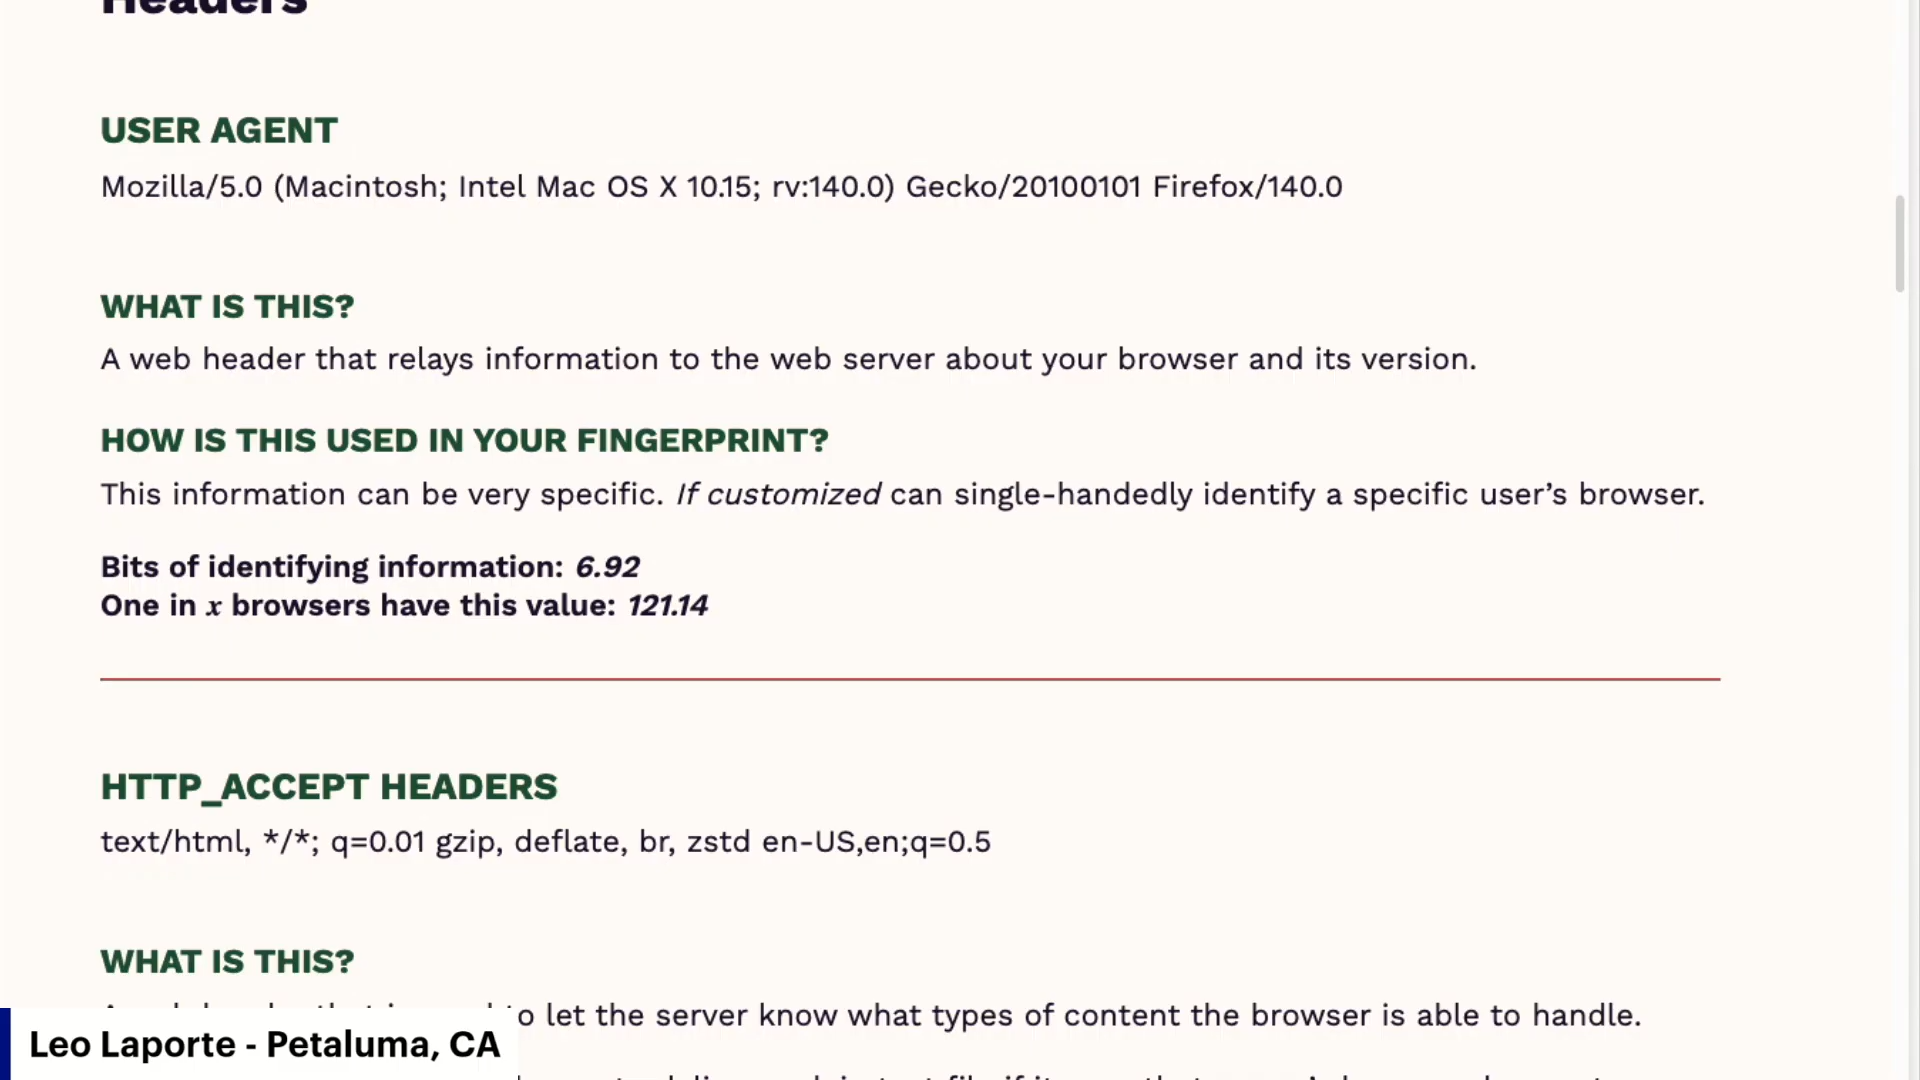 Headers
USER AGENT
Mozilla/5.0 (Macintosh; Intel Mac OS X 10.15; rv:140.0) Gecko/20100101 Firefox/140.0
WHAT IS THIS?
A web header that relays information to the web server about your browser and its version.
HOW IS THIS USED IN YOUR FINGERPRINT?
This information can be very specific. If customized can single-handedly identify a specific user’s browser.
Bits of identifying information: 6.92
One in x browsers have this value: 121.14
HTTP_ACCEPT HEADERS
text/html, */*; q=0.01 gzip, deflate, br, zstd en-US,en;q=0.5
WHAT IS THIS?
to let the server know what types of content the browser is able to handle.
Leo Laporte - Petaluma, CA